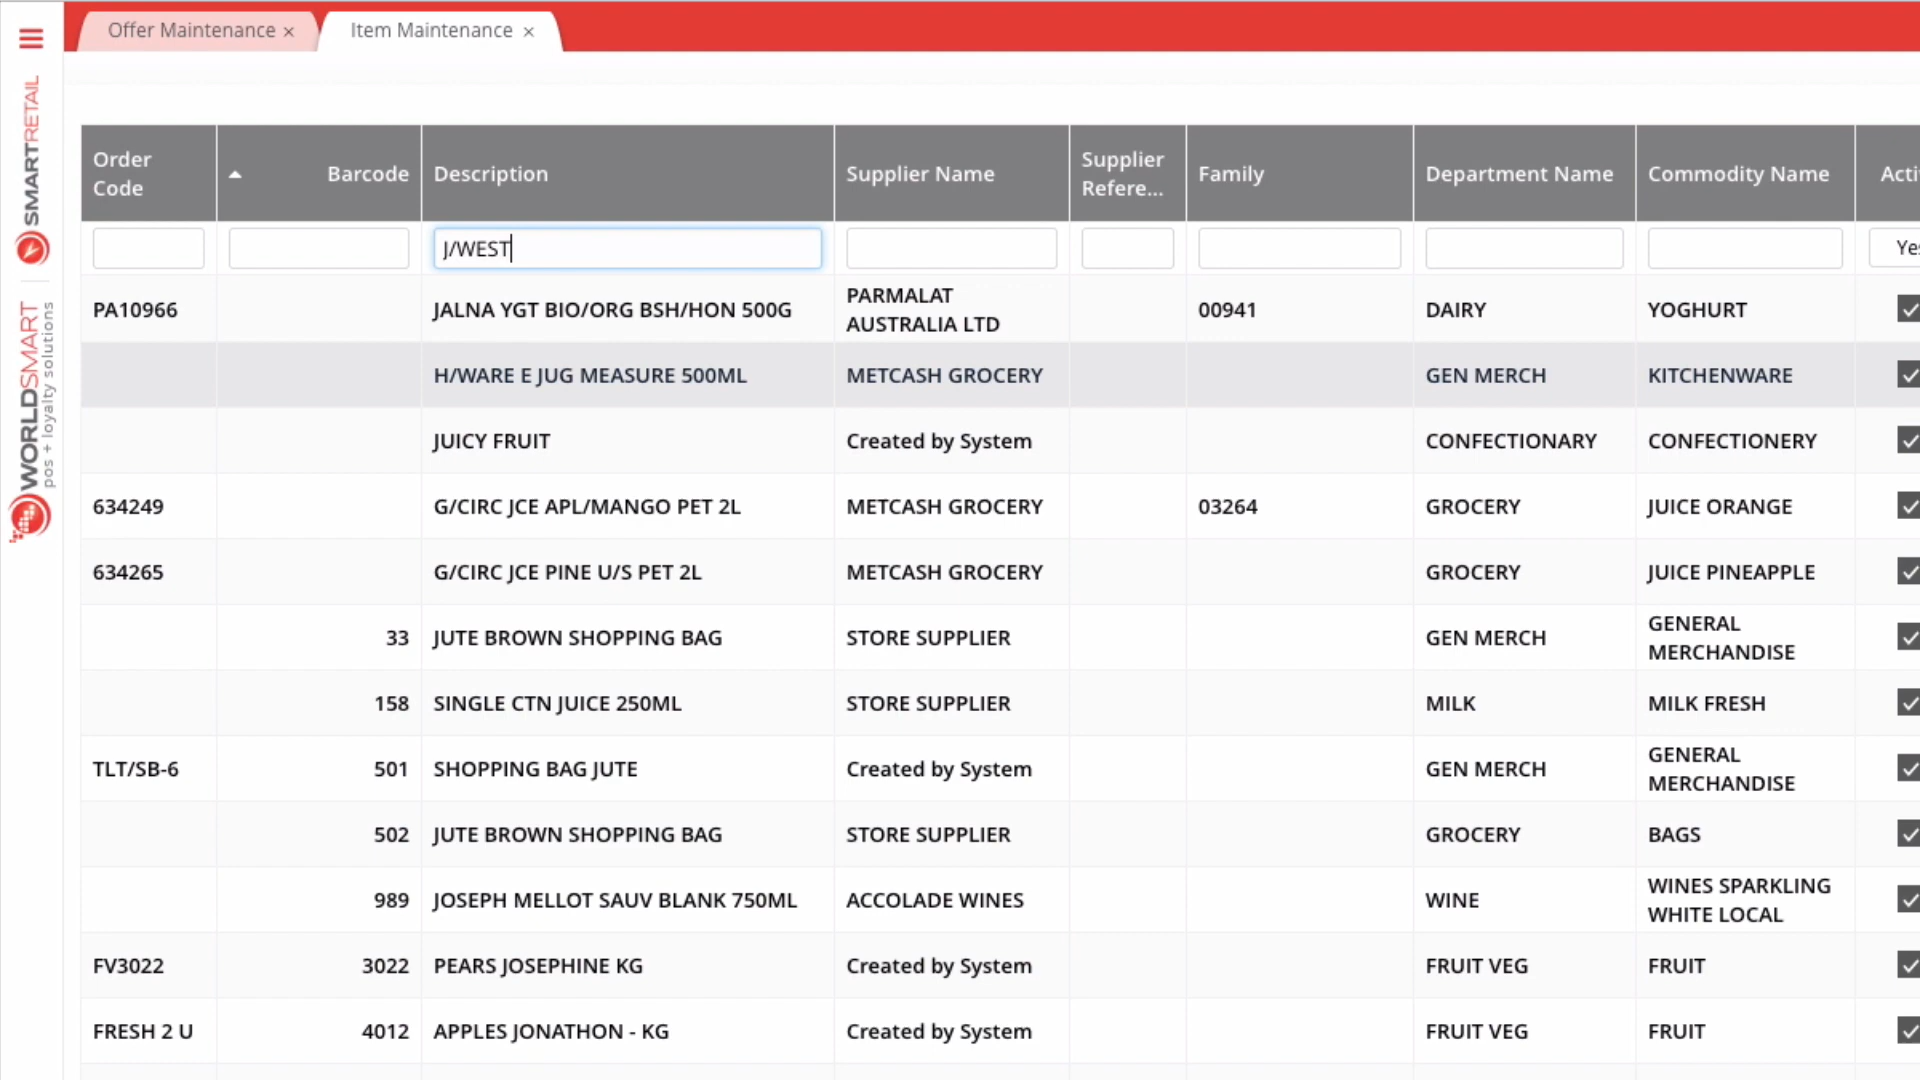 Offer Maintenance ×
Item Maintenance ×
SMARTRETAIL
WORLDSMART
pos + loyalty solutions
Order Code
Barcode
Description
Supplier Name
Supplier Refere...
Family
Department Name
Commodity Name
Acti
J/WEST
Yes
PA10966 JALNA YGT BIO/ORG BSH/HON 500G PARMALAT AUSTRALIA LTD 00941 DAIRY YOGHURT
H/WARE E JUG MEASURE 500ML METCASH GROCERY GEN MERCH KITCHENWARE
JUICY FRUIT Created by System CONFECTIONARY CONFECTIONERY
634249 G/CIRC JCE APL/MANGO PET 2L METCASH GROCERY 03264 GROCERY JUICE ORANGE
634265 G/CIRC JCE PINE U/S PET 2L METCASH GROCERY GROCERY JUICE PINEAPPLE
33 JUTE BROWN SHOPPING BAG STORE SUPPLIER GEN MERCH GENERAL MERCHANDISE
158 SINGLE CTN JUICE 250ML STORE SUPPLIER MILK MILK FRESH
TLT/SB-6 501 SHOPPING BAG JUTE Created by System GEN MERCH GENERAL MERCHANDISE
502 JUTE BROWN SHOPPING BAG STORE SUPPLIER GROCERY BAGS
989 JOSEPH MELLOT SAUV BLANK 750ML ACCOLADE WINES WINE WINES SPARKLING WHITE LOCAL
FV3022 3022 PEARS JOSEPHINE KG Created by System FRUIT VEG FRUIT
FRESH 2 U 4012 APPLES JONATHON - KG Created by System FRUIT VEG FRUIT